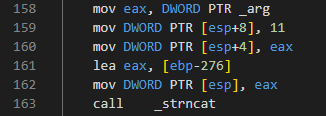 158 mov eax, DWORD PTR _arg
159 mov DWORD PTR [esp+8], 11
160 mov DWORD PTR [esp+4], eax
161 lea eax, [ebp-276]
162 mov DWORD PTR [esp], eax
163 call _strncat